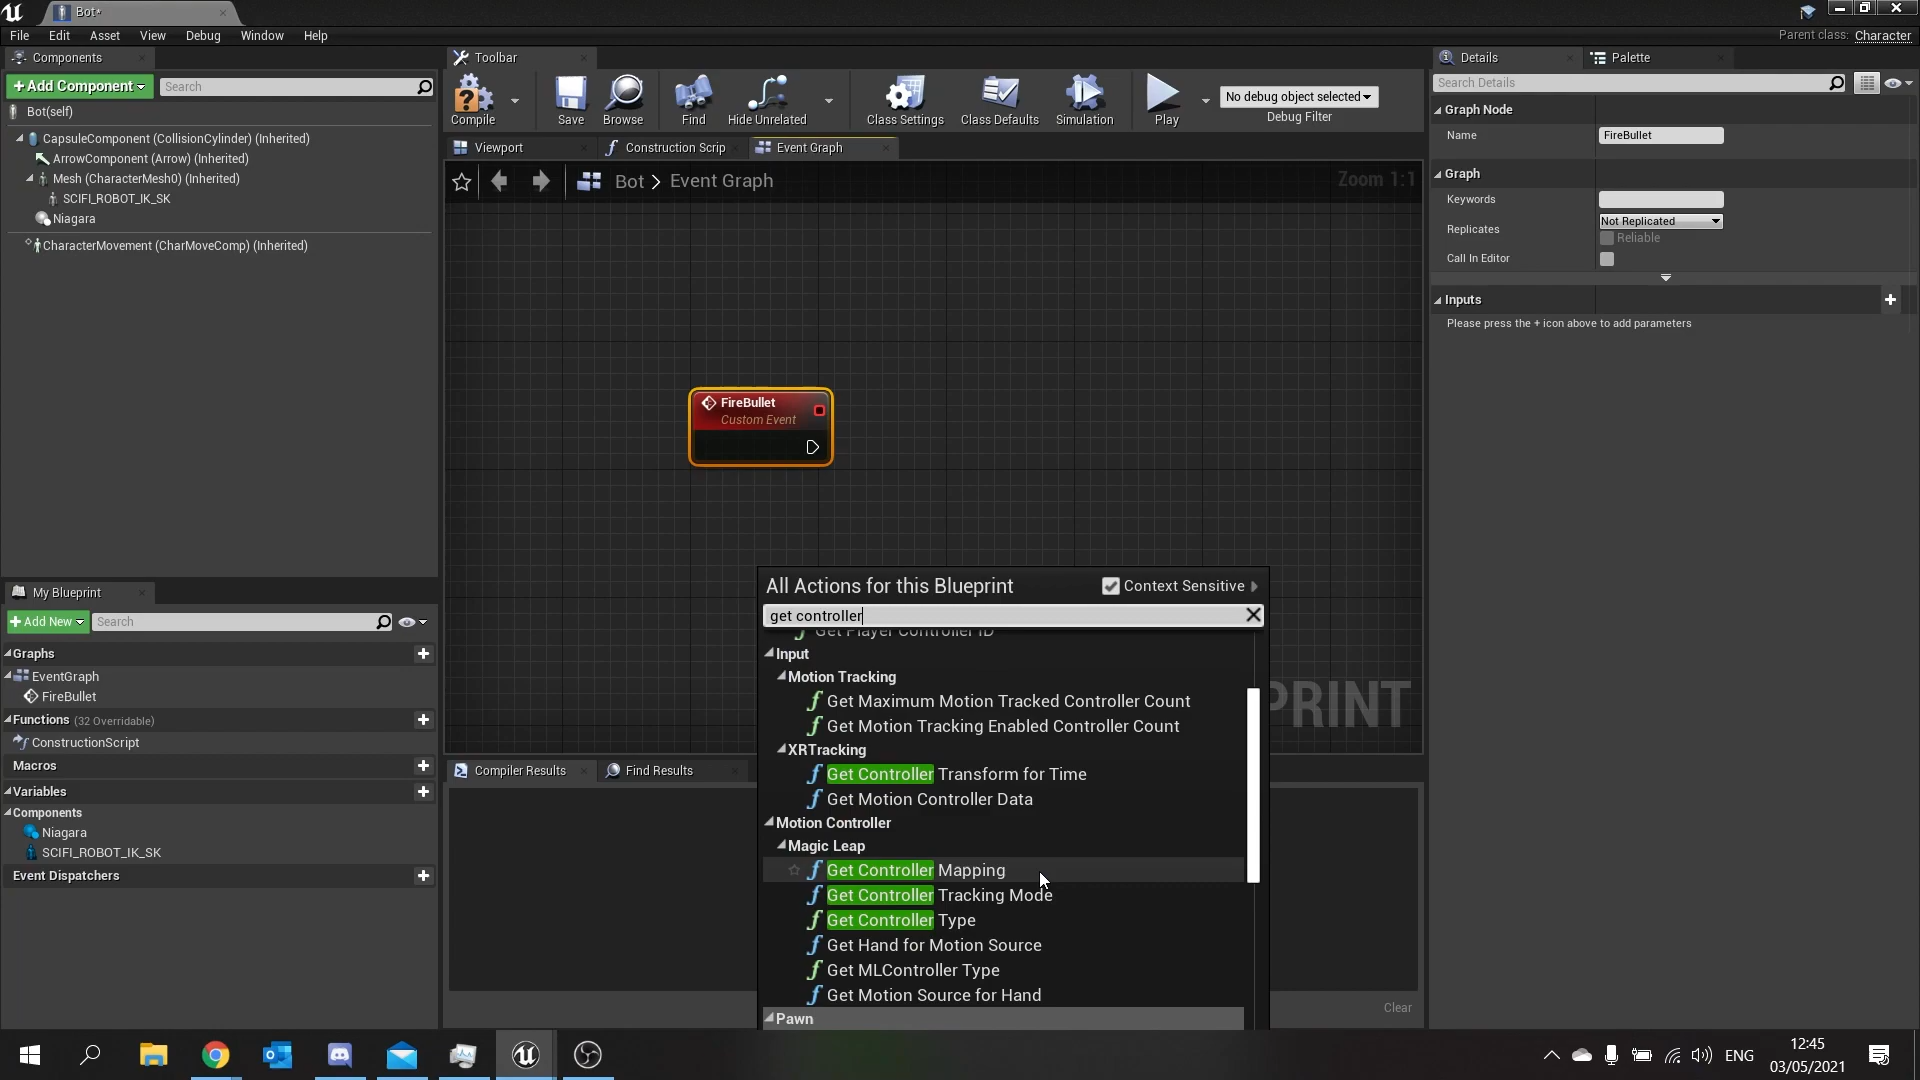 Bot*
File Edit Asset View Debug Window Help
Parent class: Character
Components
Toolbar
Details
Palette
+Add Component
Search
Bot(self)
CapsuleComponent (CollisionCylinder) (Inherited)
ArrowComponent (Arrow) (Inherited)
Mesh (CharacterMesh0) (Inherited)
SCIFI_ROBOT_IK_SK
Niagara
CharacterMovement (CharMoveComp) (Inherited)
Compile
Save
Browse
Find
Hide Unrelated
Class Settings
Class Defaults
Simulation
Play
No debug object selected
Debug Filter
Viewport
Construction Scrip
Event Graph
Bot > Event Graph
Zoom 1:1
FireBullet
Custom Event
Search Details
Graph Node
Name FireBullet
Graph
Keywords
Replicates
Not Replicated
Reliable
Call In Editor
Inputs
Please press the + icon above to add parameters
All Actions for this Blueprint
Context Sensitive
get controller
Get Player Controller ID
Input
Motion Tracking
Get Maximum Motion Tracked Controller Count
Get Motion Tracking Enabled Controller Count
XRTracking
Get Controller Transform for Time
Get Motion Controller Data
Motion Controller
Magic Leap
Get Controller Mapping
Get Controller Tracking Mode
Get Controller Type
Get Hand for Motion Source
Get MLController Type
Get Motion Source for Hand
Pawn
PRINT
My Blueprint
+Add New
Search
Graphs
EventGraph
FireBullet
Functions (32 Overridable)
ConstructionScript
Macros
Variables
Components
Niagara
SCIFI_ROBOT_IK_SK
Event Dispatchers
Compiler Results
Find Results
Clear
ENG
12:45
03/05/2021